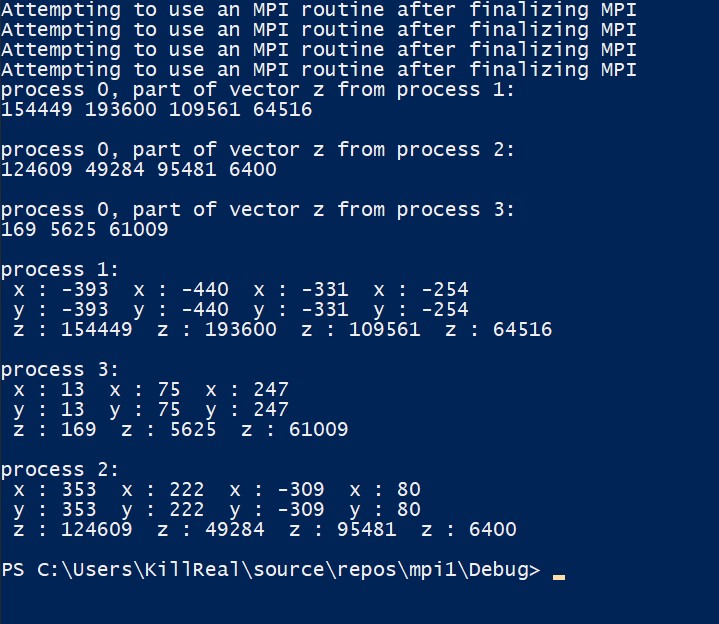 Attempting to use an MPI routine after finalizing MPI
Attempting to use an MPI routine after finalizing MPI
Attempting to use an MPI routine after finalizing MPI
Attempting to use an MPI routine after finalizing MPI
process 0, part of vector z from process 1:
154449 193600 109561 64516
process 0, part of vector z from process 2:
124609 49284 95481 6400
process 0, part of vector z from process 3:
169 5625 61009
process 1:
x : -393  x : -440  x : -331  x : -254
y : -393  y : -440  y : -331  y : -254
z : 154449  z : 193600  z : 109561  z : 64516
process 3:
x : 13  x : 75  x : 247
y : 13  y : 75  y : 247
z : 169  z : 5625  z : 61009
process 2:
x : 353  x : 222  x : -309  x : 80
y : 353  y : 222  y : -309  y : 80
z : 124609  z : 49284  z : 95481  z : 6400
PS C:\Users\KillReal\source\repos\mpi1\Debug> _